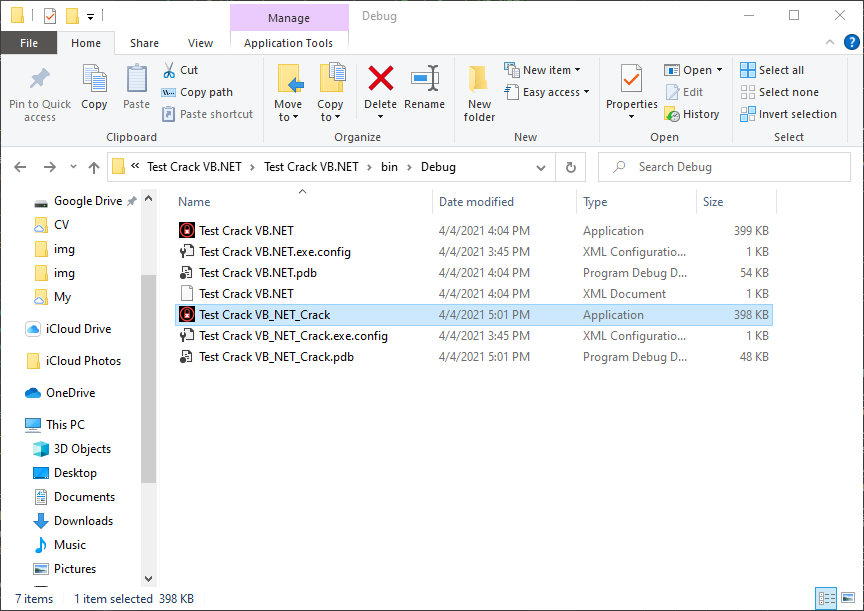 Manage
Debug
File
Home
Share
View
Application Tools
Pin to Quick access
Copy
Paste
Cut
Copy path
Paste shortcut
Clipboard
Move to
Copy to
Delete
Rename
Organize
New folder
New item
Easy access
New
Properties
Open
Edit
History
Open
Select all
Select none
Invert selection
Select
« Test Crack VB.NET > Test Crack VB.NET > bin > Debug
Search Debug
Google Drive
CV
img
img
My
iCloud Drive
iCloud Photos
OneDrive
This PC
3D Objects
Desktop
Documents
Downloads
Music
Pictures
Name Date modified Type Size
Test Crack VB.NET 4/4/2021 4:04 PM Application 399 KB
Test Crack VB.NET.exe.config 4/4/2021 3:45 PM XML Configuratio... 1 KB
Test Crack VB.NET.pdb 4/4/2021 4:04 PM Program Debug D... 54 KB
Test Crack VB.NET 4/4/2021 4:04 PM XML Document 1 KB
Test Crack VB_NET_Crack 4/4/2021 5:01 PM Application 398 KB
Test Crack VB_NET_Crack.exe.config 4/4/2021 3:45 PM XML Configuratio... 1 KB
Test Crack VB_NET_Crack.pdb 4/4/2021 5:01 PM Program Debug D... 48 KB
7 items 1 item selected 398 KB